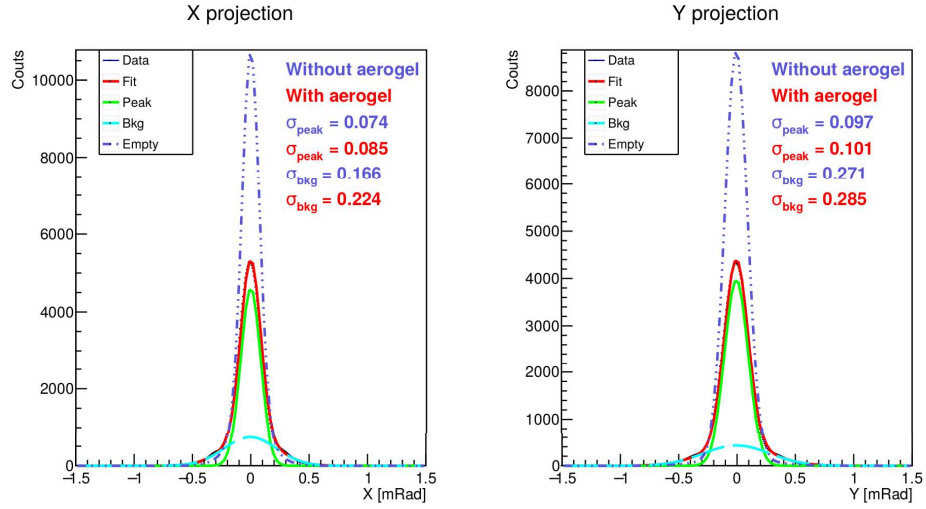 X projection
Couts
Data
Fit
Peak
Bkg
Empty
Without aerogel
With aerogel
σpeak = 0.074
σpeak = 0.085
σbkg = 0.166
σbkg = 0.224
10000
8000
6000
4000
2000
0
−1.5 −1 −0.5 0 0.5 1 1.5
X [mRad]
Y projection
Couts
Data
Fit
Peak
Bkg
Empty
Without aerogel
With aerogel
σpeak = 0.097
σpeak = 0.101
σbkg = 0.271
σbkg = 0.285
8000
7000
6000
5000
4000
3000
2000
1000
0
−1.5 −1 −0.5 0 0.5 1 1.5
Y [mRad]